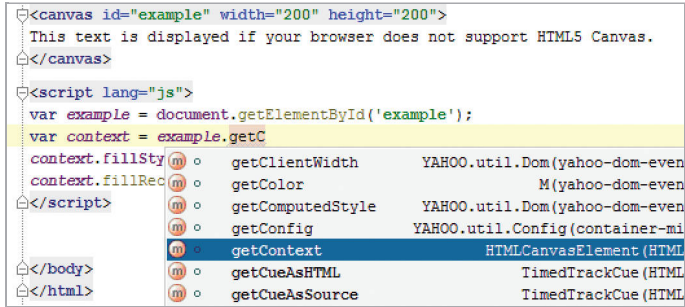 <canvas id="example" width="200" height="200">
This text is displayed if your browser does not support HTML5 Canvas.
</canvas>
<script lang="js">
var example = document.getElementById('example');
var context = example.getC
context.fillSty
context.fillRec
</script>
m getClientWidth YAHOO.util.Dom(yahoo-dom-even
m getColor M(yahoo-dom-even
m getComputedStyle YAHOO.util.Dom(yahoo-dom-even
m getConfig YAHOO.util.Config(container-mi
m getContext HTMLCanvasElement(HTML
m getCueAsHTML TimedTrackCue(HTML
m getCueAsSource TimedTrackCue(HTML
</body>
</html>